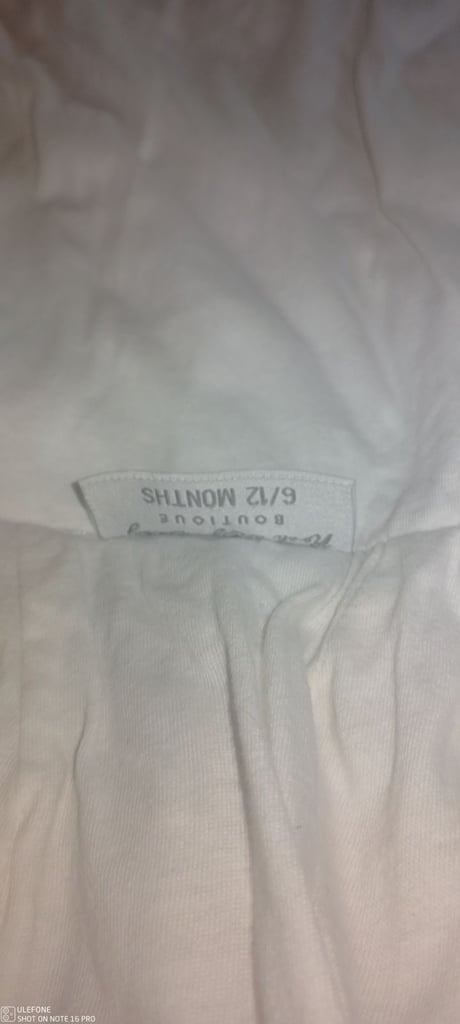 BOUTIQUE
6/12 MONTHS
ULEFONE
SHOT ON NOTE 16 PRO